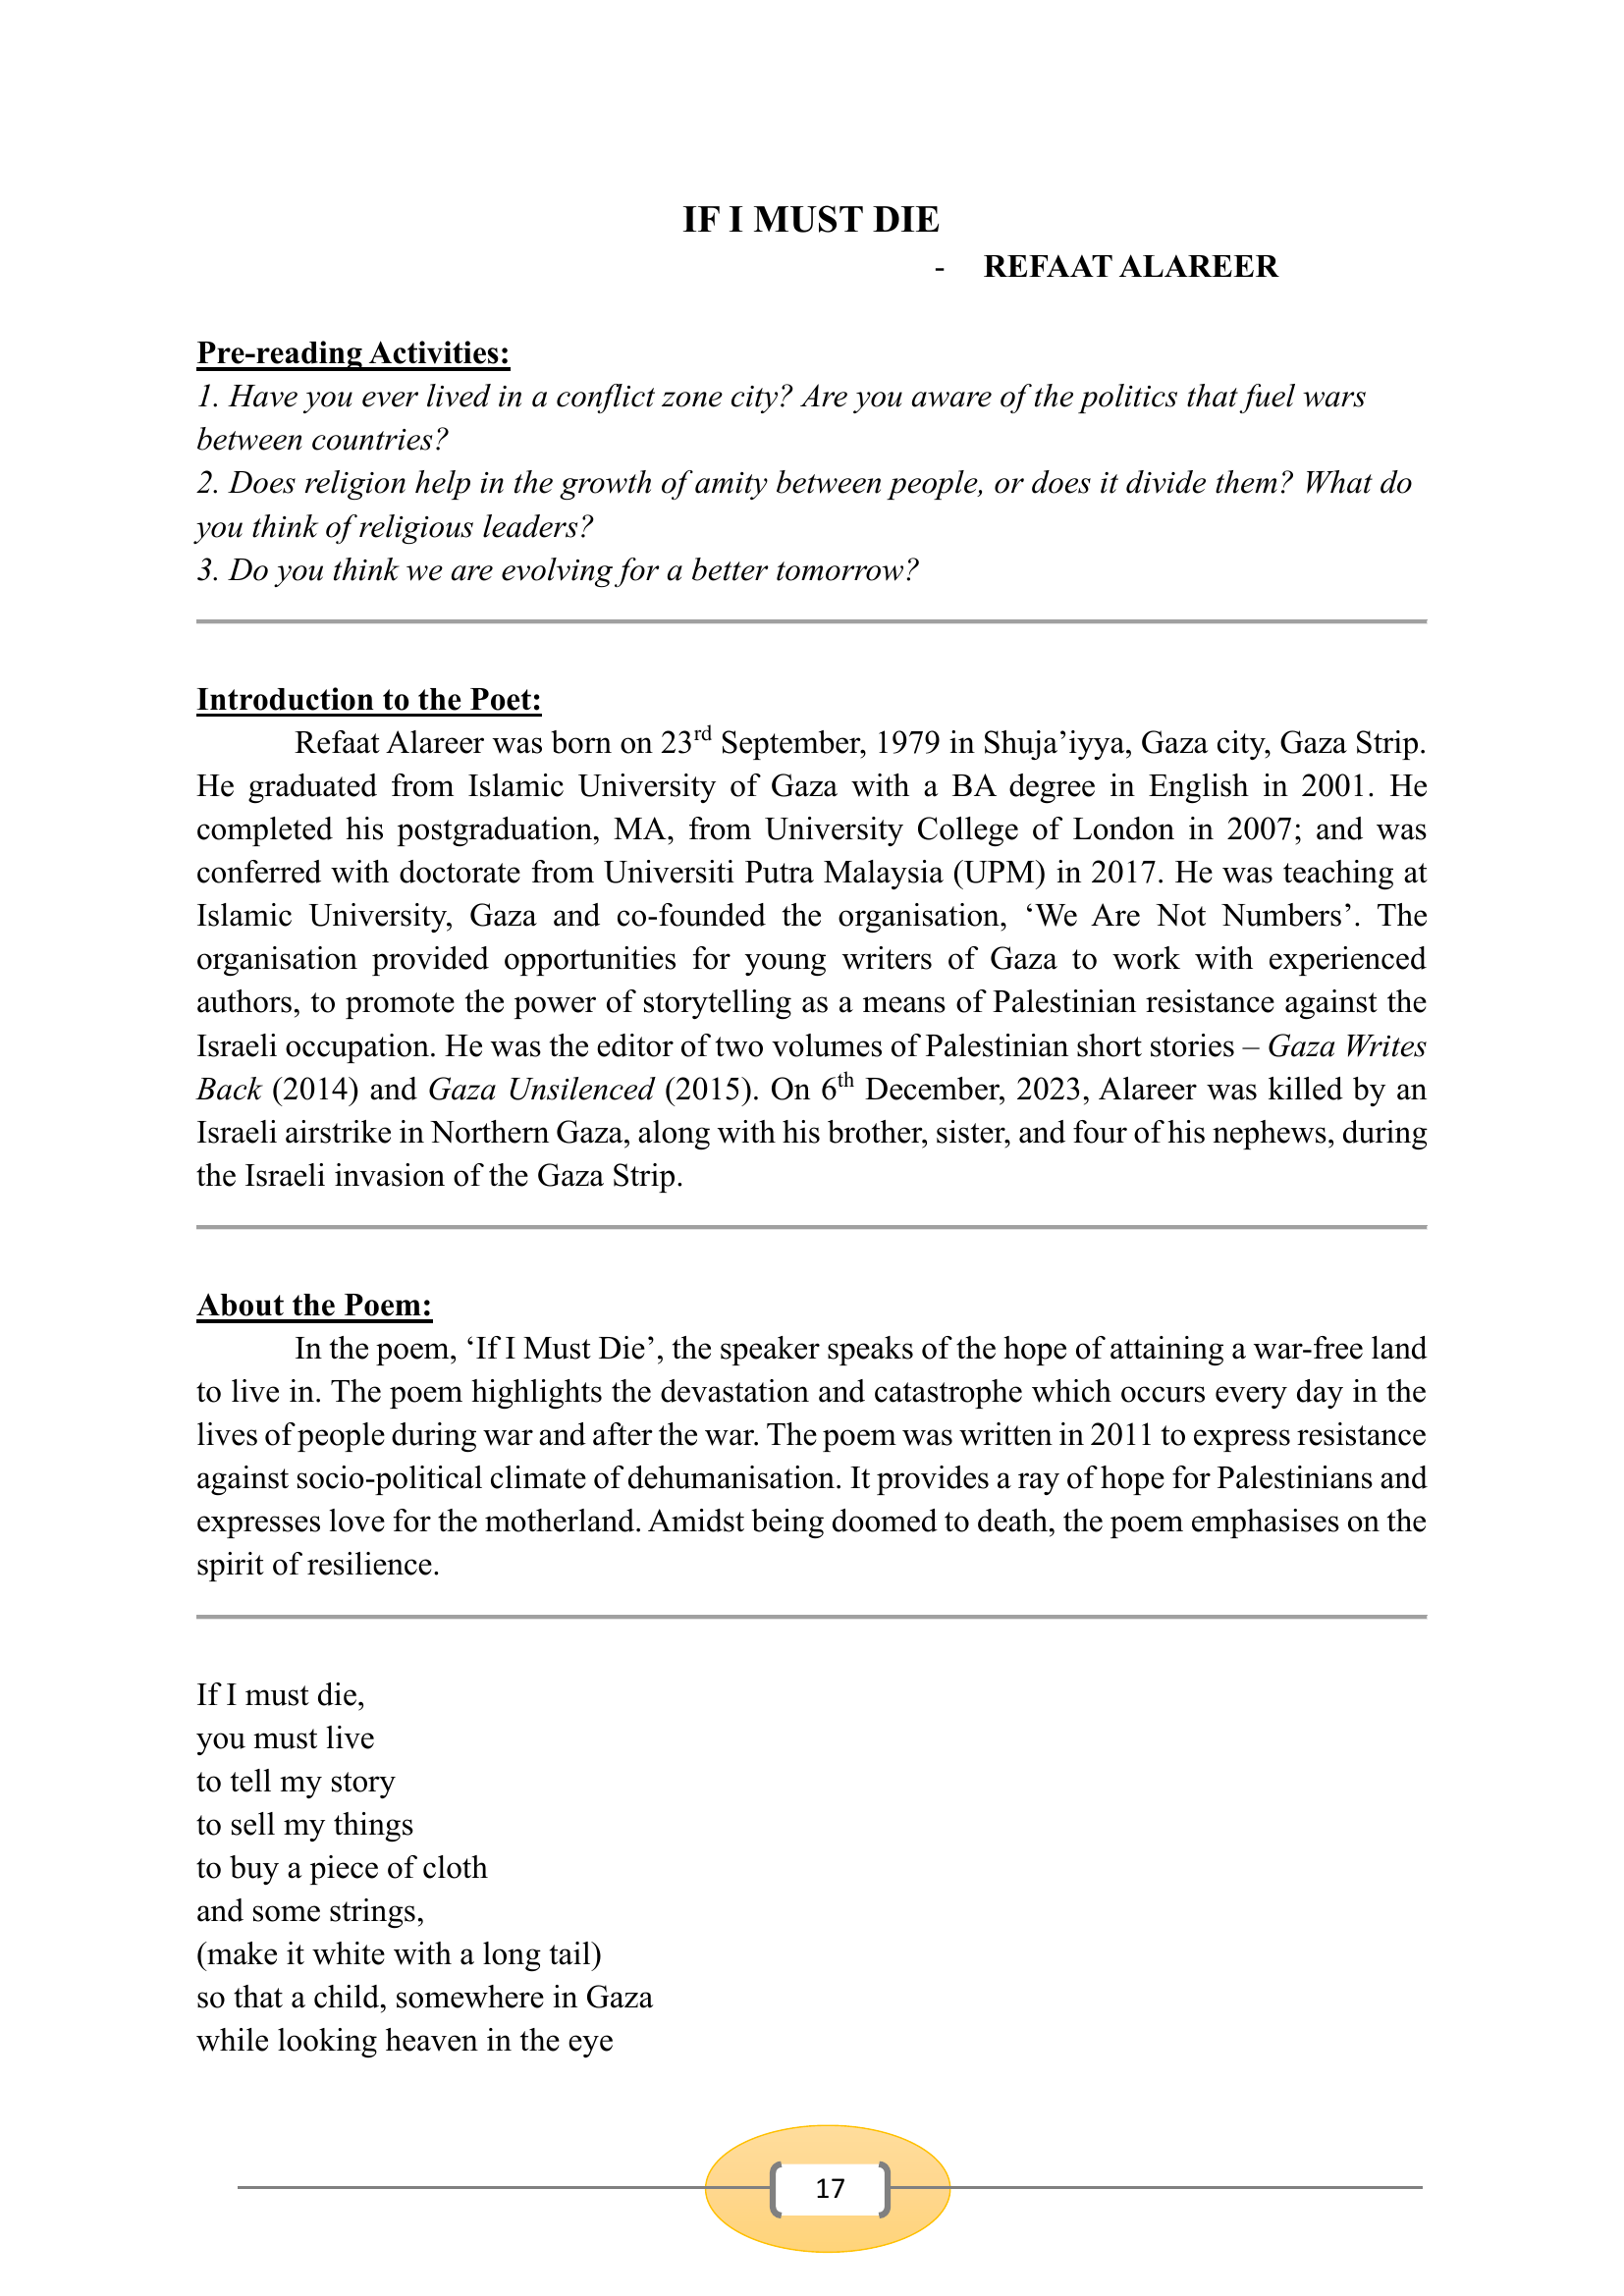 IF I MUST DIE
- REFAAT ALAREER
Pre-reading Activities:
1. Have you ever lived in a conflict zone city? Are you aware of the politics that fuel wars
between countries?
2. Does religion help in the growth of amity between people, or does it divide them? What do
you think of religious leaders?
3. Do you think we are evolving for a better tomorrow?
Introduction to the Poet:
Refaat Alareer was born on 23rd September, 1979 in Shuja’iyya, Gaza city, Gaza Strip.
He graduated from Islamic University of Gaza with a BA degree in English in 2001. He
completed his postgraduation, MA, from University College of London in 2007; and was
conferred with doctorate from Universiti Putra Malaysia (UPM) in 2017. He was teaching at
Islamic University, Gaza and co-founded the organisation, ‘We Are Not Numbers’. The
organisation provided opportunities for young writers of Gaza to work with experienced
authors, to promote the power of storytelling as a means of Palestinian resistance against the
Israeli occupation. He was the editor of two volumes of Palestinian short stories – Gaza Writes
Back (2014) and Gaza Unsilenced (2015). On 6th December, 2023, Alareer was killed by an
Israeli airstrike in Northern Gaza, along with his brother, sister, and four of his nephews, during
the Israeli invasion of the Gaza Strip.
About the Poem:
In the poem, ‘If I Must Die’, the speaker speaks of the hope of attaining a war-free land
to live in. The poem highlights the devastation and catastrophe which occurs every day in the
lives of people during war and after the war. The poem was written in 2011 to express resistance
against socio-political climate of dehumanisation. It provides a ray of hope for Palestinians and
expresses love for the motherland. Amidst being doomed to death, the poem emphasises on the
spirit of resilience.
If I must die,
you must live
to tell my story
to sell my things
to buy a piece of cloth
and some strings,
(make it white with a long tail)
so that a child, somewhere in Gaza
while looking heaven in the eye
17